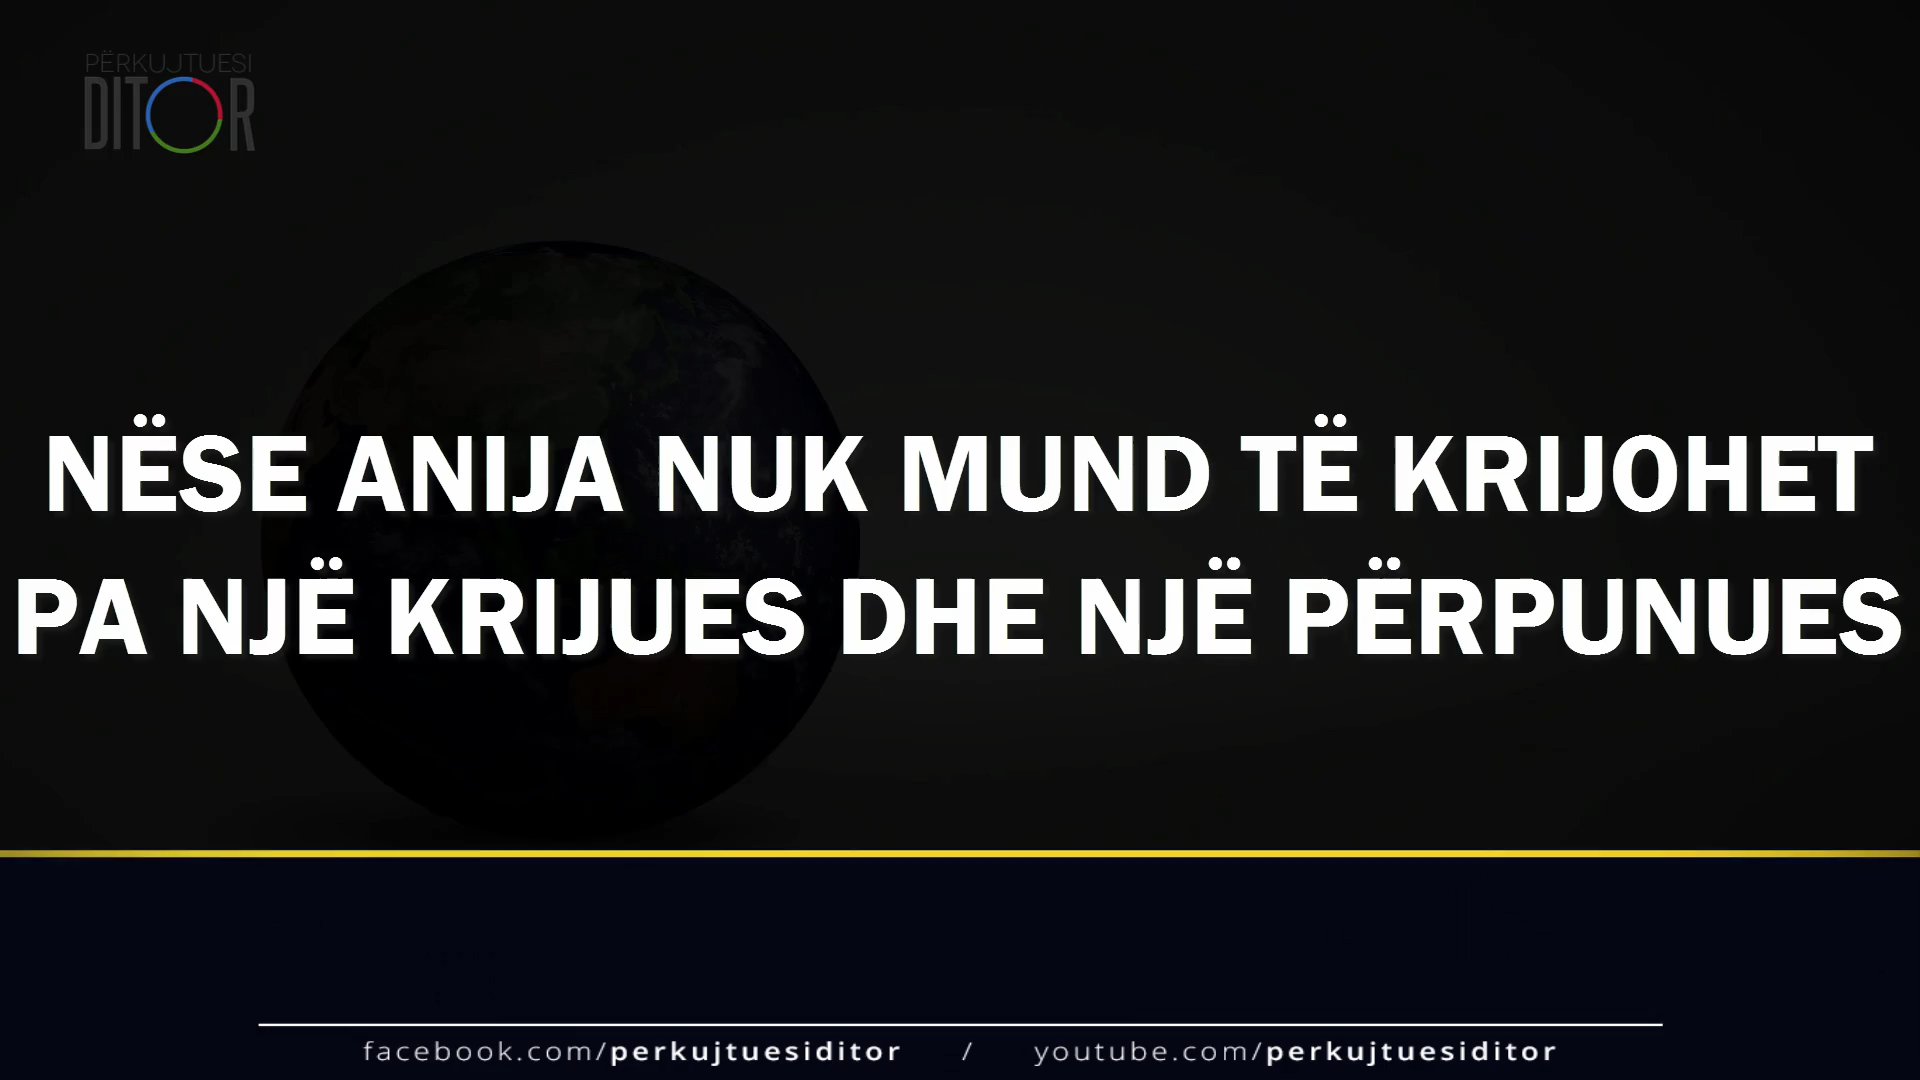 PËRKUJTUESI
DITOR
NËSE ANIJA NUK MUND TË KRIJOHET
PA NJË KRIJUES DHE NJË PËRPUNUES
facebook.com/perkujtuesiditor / youtube.com/perkujtuesiditor